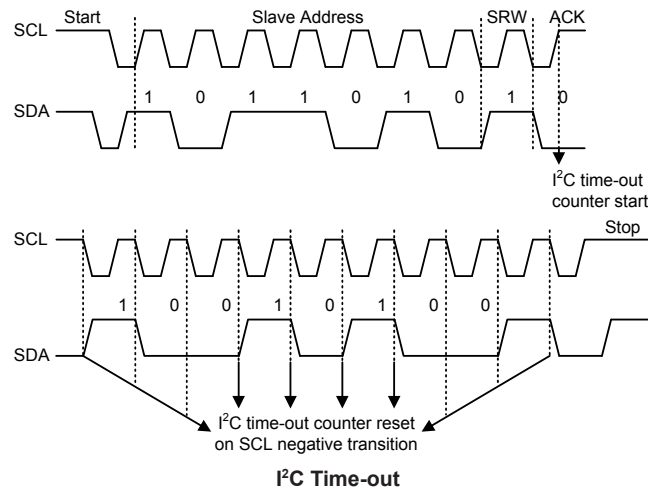 Start Slave Address SRW ACK
SCL
1 0 1 1 0 1 0 1 0
SDA
I²C time-out
counter start
Stop
SCL
1 0 0 1 0 1 0 0
SDA
I²C time-out counter reset
on SCL negative transition
I²C Time-out